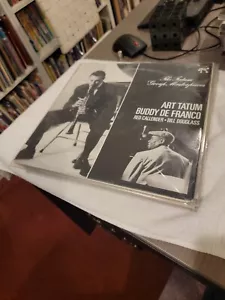 The Tatum
Group Masterpieces
ART TATUM
BUDDY DE FRANCO
RED CALLENDER • BILL DOUGLASS